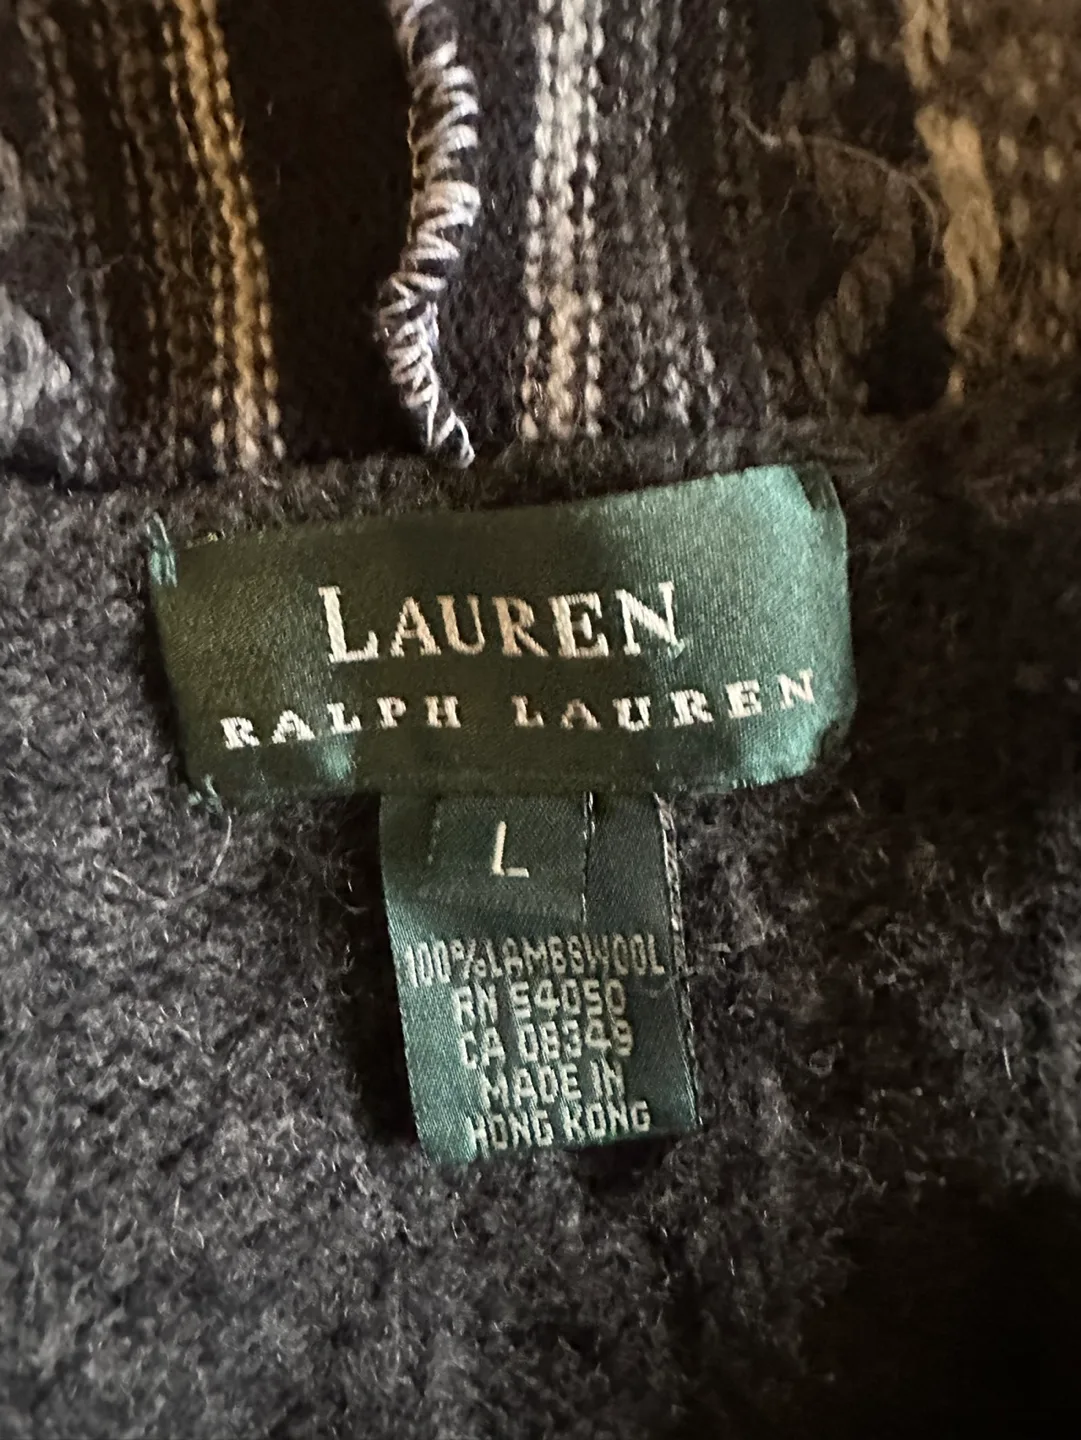 LAUREN
RALPH LAUREN
L
100% LAMBSWOOL
RN 54050
CA 08349
MADE IN
HONG KONG